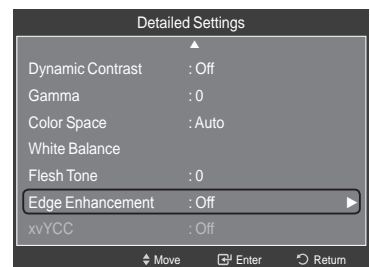 Detailed Settings
▲
Dynamic Contrast : Off
Gamma : 0
Color Space : Auto
White Balance
Flesh Tone : 0
Edge Enhancement : Off ►
xvYCC : Off
Move Enter Return